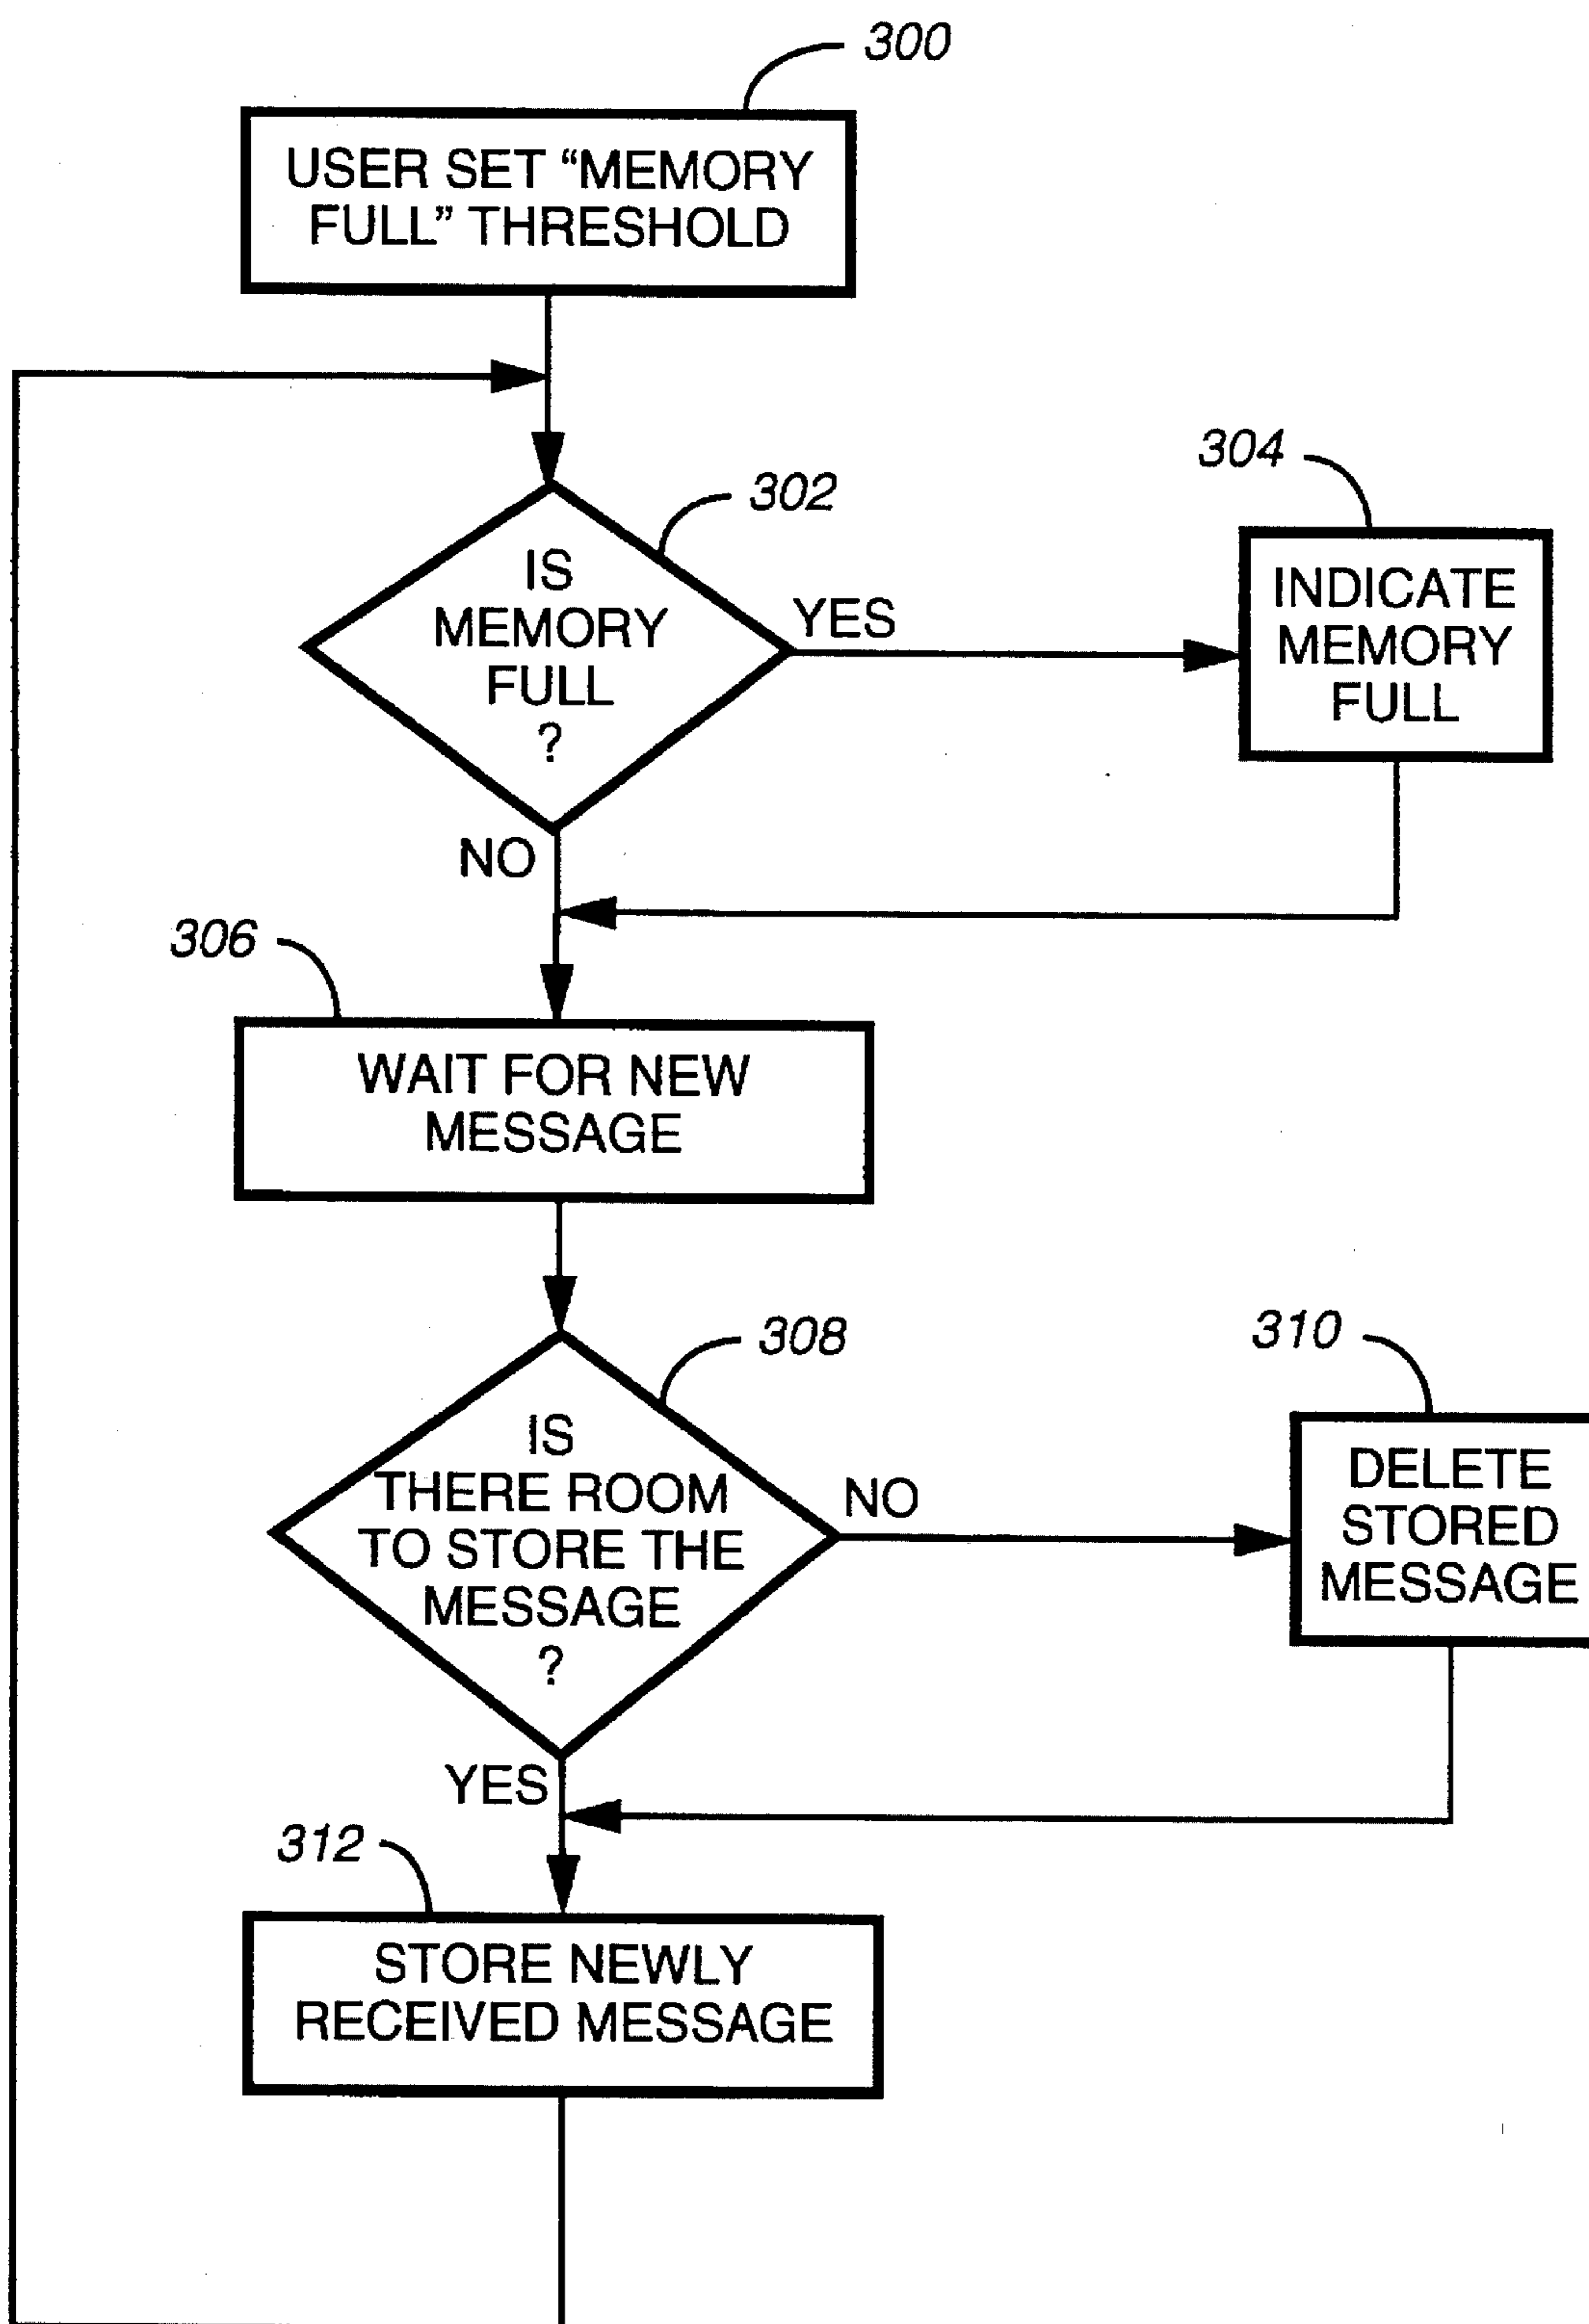 300
USER SET “MEMORY
FULL” THRESHOLD
302
IS
MEMORY
FULL
?
YES
NO
304
INDICATE
MEMORY
FULL
306
WAIT FOR NEW
MESSAGE
308
IS
THERE ROOM
TO STORE THE
MESSAGE
?
NO
YES
310
DELETE
STORED
MESSAGE
312
STORE NEWLY
RECEIVED MESSAGE